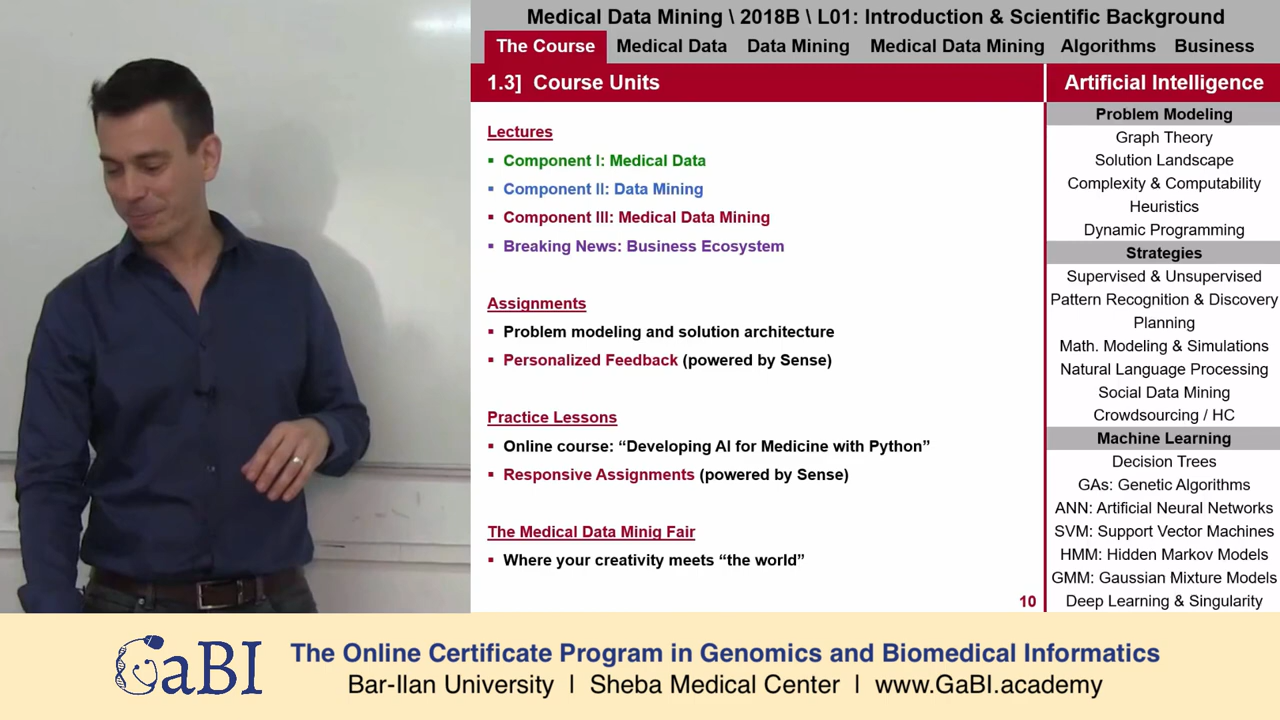 Medical Data Mining \ 2018B \ L01: Introduction & Scientific Background
The Course Medical Data Data Mining Medical Data Mining Algorithms Business
1.3] Course Units
Lectures
▪ Component I: Medical Data
▪ Component II: Data Mining
▪ Component III: Medical Data Mining
▪ Breaking News: Business Ecosystem
Assignments
▪ Problem modeling and solution architecture
▪ Personalized Feedback (powered by Sense)
Practice Lessons
▪ Online course: “Developing AI for Medicine with Python”
▪ Responsive Assignments (powered by Sense)
The Medical Data Minig Fair
▪ Where your creativity meets “the world”
10
Artificial Intelligence
Problem Modeling
Graph Theory
Solution Landscape
Complexity & Computability
Heuristics
Dynamic Programming
Strategies
Supervised & Unsupervised
Pattern Recognition & Discovery
Planning
Math. Modeling & Simulations
Natural Language Processing
Social Data Mining
Crowdsourcing / HC
Machine Learning
Decision Trees
GAs: Genetic Algorithms
ANN: Artificial Neural Networks
SVM: Support Vector Machines
HMM: Hidden Markov Models
GMM: Gaussian Mixture Models
Deep Learning & Singularity
GaBI
The Online Certificate Program in Genomics and Biomedical Informatics
Bar-Ilan University | Sheba Medical Center | www.GaBI.academy